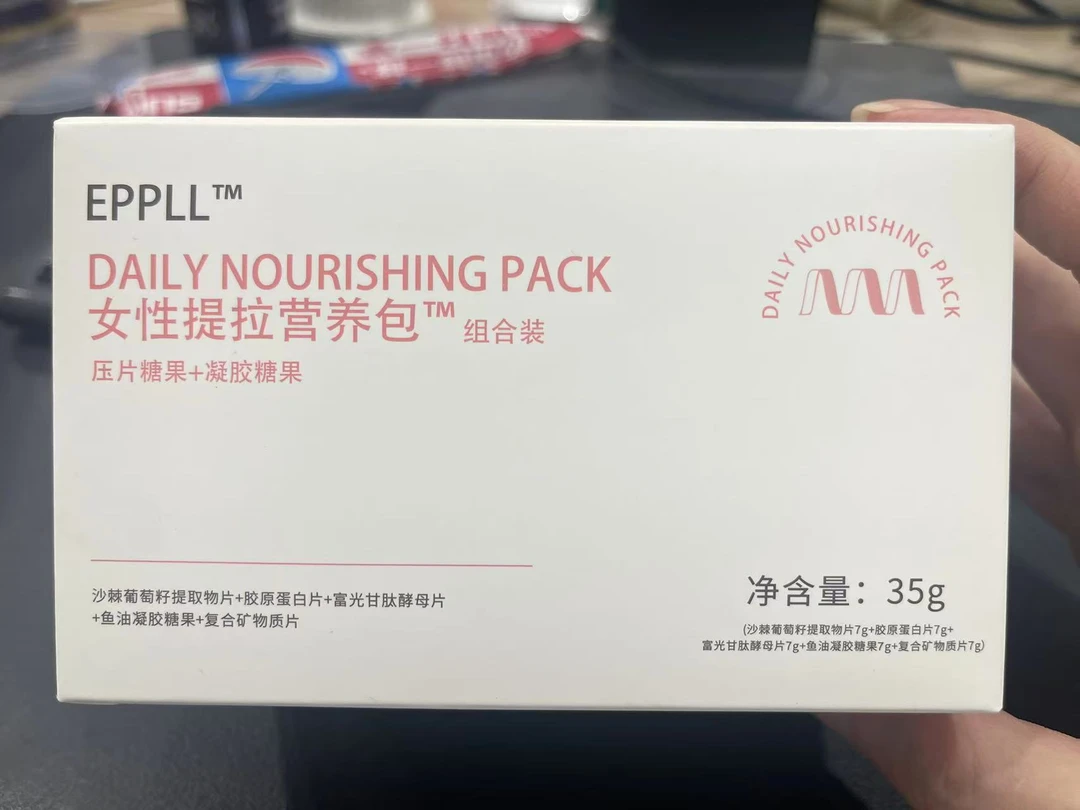 EPPLL™
DAILY NOURISHING PACK
女性提拉营养包™ 组合装
压片糖果+凝胶糖果
DAILY NOURISHING PACK
沙棘葡萄籽提取物片+胶原蛋白片+富光甘肽酵母片
+鱼油凝胶糖果+复合矿物质片
净含量：35g
(沙棘葡萄籽提取物片7g+胶原蛋白片7g+
富光甘肽酵母片7g+鱼油凝胶糖果7g+复合矿物质片7g)